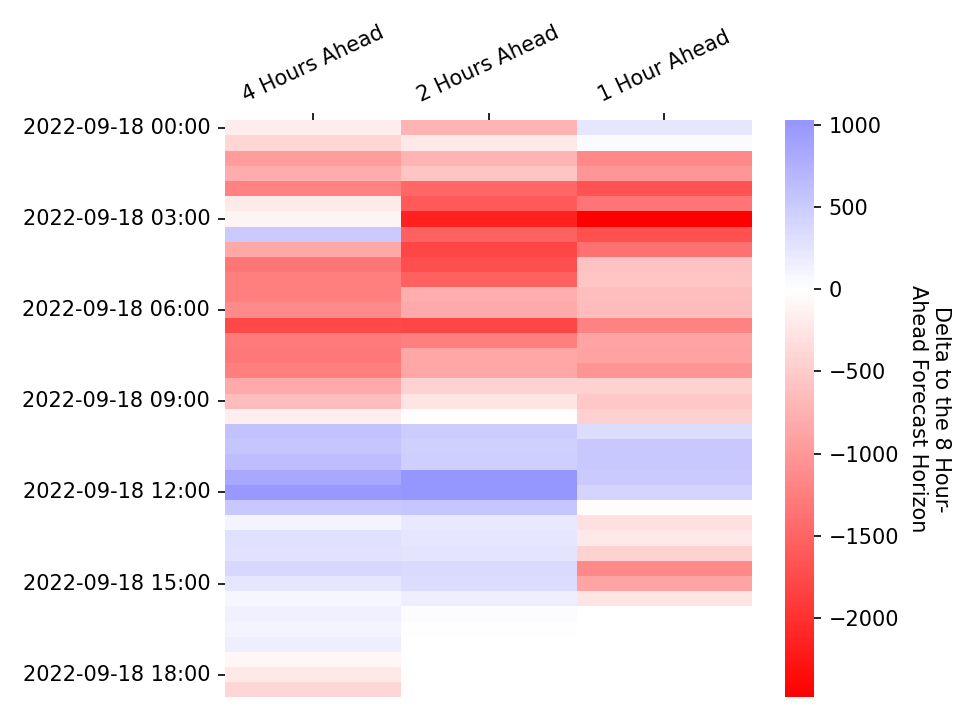 4 Hours Ahead
2 Hours Ahead
1 Hour Ahead
2022-09-18 00:00
2022-09-18 03:00
2022-09-18 06:00
2022-09-18 09:00
2022-09-18 12:00
2022-09-18 15:00
2022-09-18 18:00
1000
500
0
−500
−1000
−1500
−2000
Delta to the 8 Hour-
Ahead Forecast Horizon